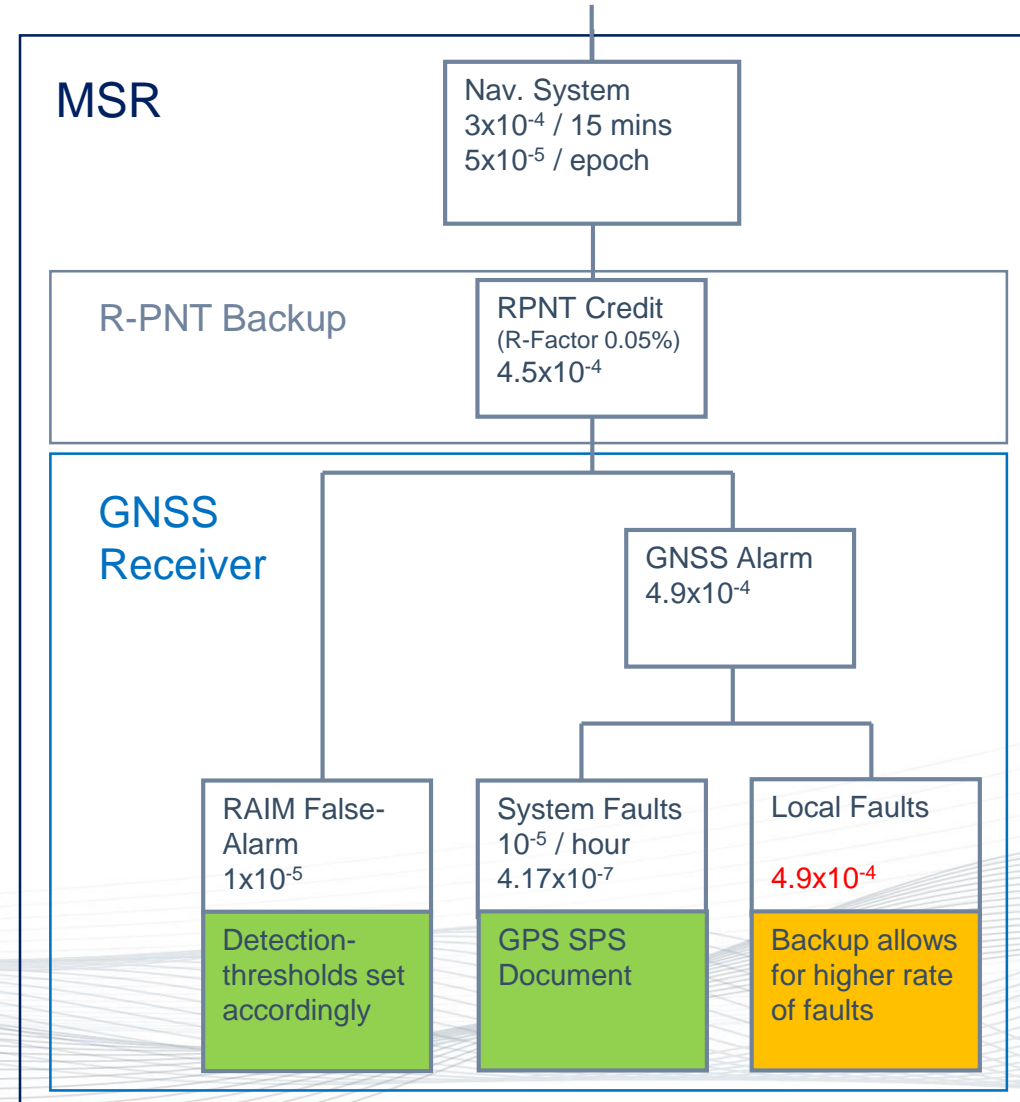 MSR
Nav. System
3x10⁻⁴ / 15 mins
5x10⁻⁵ / epoch
R-PNT Backup
RPNT Credit
(R-Factor 0.05%)
4.5x10⁻⁴
GNSS
Receiver
GNSS Alarm
4.9x10⁻⁴
RAIM False-
Alarm
1x10⁻⁵
Detection-
thresholds set
accordingly
System Faults
10⁻⁵ / hour
4.17x10⁻⁷
GPS SPS
Document
Local Faults
4.9x10⁻⁴
Backup allows
for higher rate
of faults